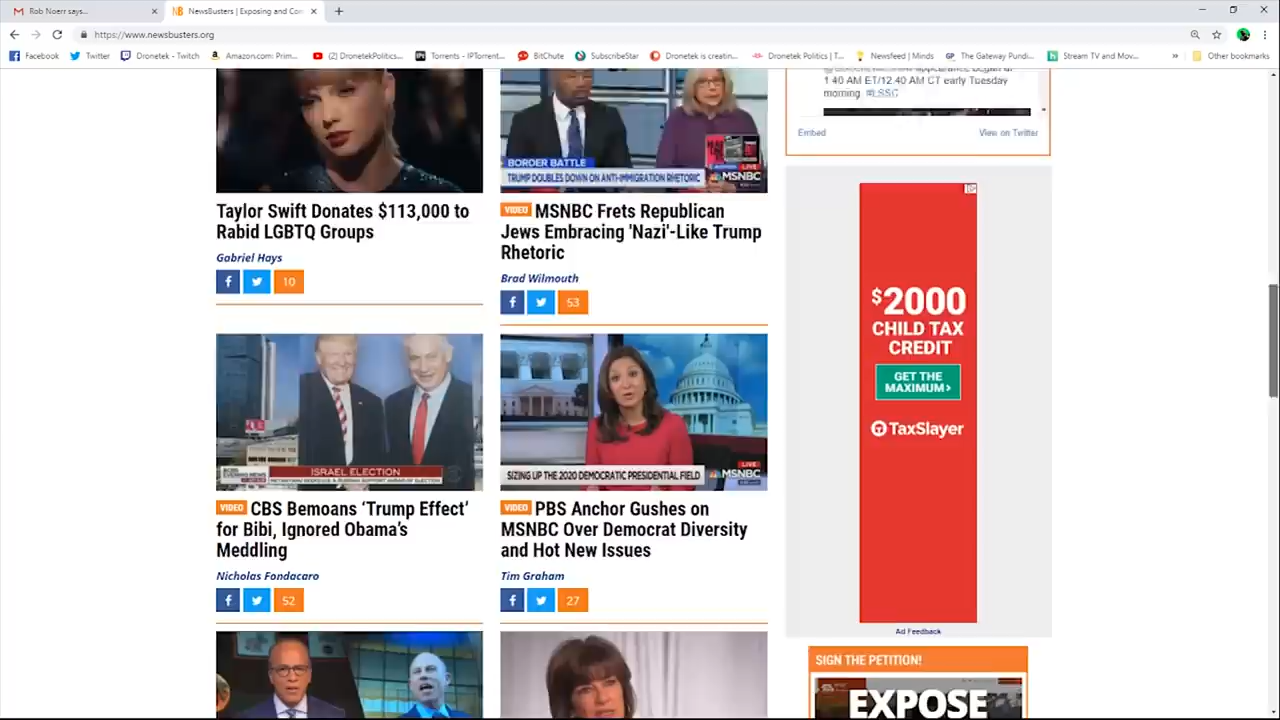 Rob Noerr says...
NewsBusters | Exposing and Com
https://www.newsbusters.org
Facebook
Twitter
Dronetek - Twitch
Amazon.com: Prim...
(2) DronetekPolitics...
Torrents - IPTorrent...
BitChute
SubscribeStar
Dronetek is creatin...
Dronetek Politics | T...
Newsfeed | Minds
The Gateway Pundi...
Stream TV and Mov...
Other bookmarks
1 40 AM ET/12.40 AM CT early Tuesday
morning. #LSSC
Embed
View on Twitter
BORDER BATTLE
TRUMP DOUBLES DOWN ON ANTI-IMMIGRATION RHETORIC
LIVE
MSNBC
Taylor Swift Donates $113,000 to
Rabid LGBTQ Groups
Gabriel Hays
10
VIDEO MSNBC Frets Republican
Jews Embracing 'Nazi'-Like Trump
Rhetoric
Brad Wilmouth
53
$2000
CHILD TAX
CREDIT
GET THE
MAXIMUM>
TaxSlayer
Ad Feedback
ISRAEL ELECTION
SIZING UP THE 2020 DEMOCRATIC PRESIDENTIAL FIELD
LIVE
MSNBC
VIDEO CBS Bemoans ‘Trump Effect’
for Bibi, Ignored Obama’s
Meddling
Nicholas Fondacaro
52
VIDEO PBS Anchor Gushes on
MSNBC Over Democrat Diversity
and Hot New Issues
Tim Graham
27
SIGN THE PETITION!
EXPOSE